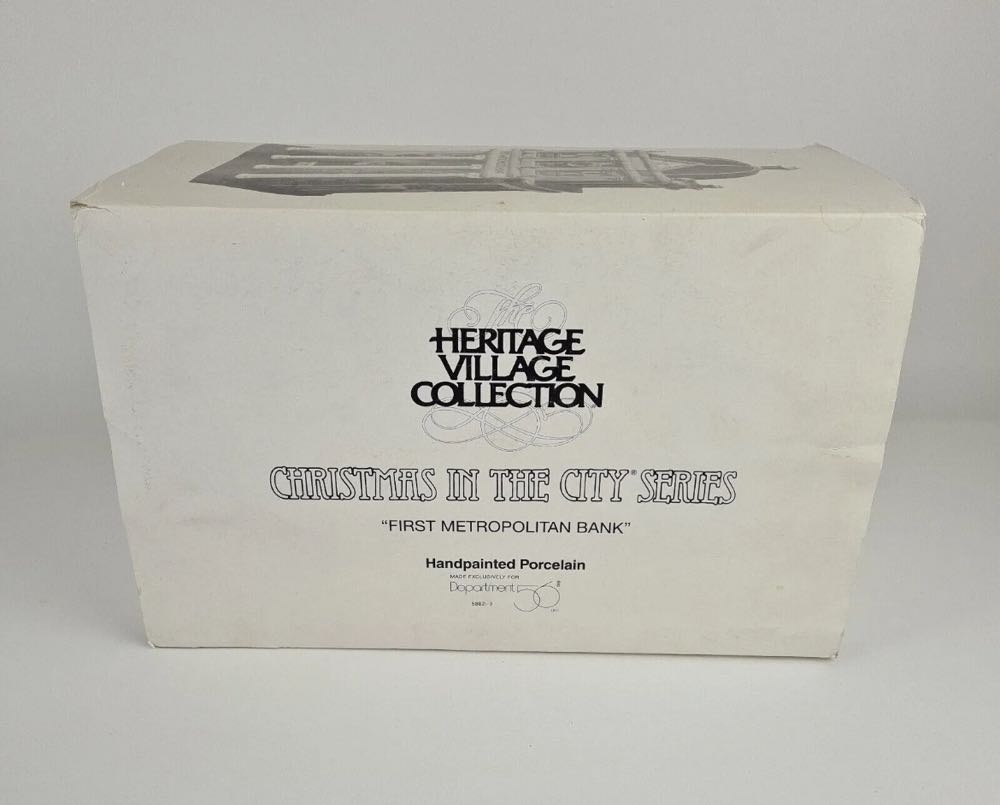 The
HERITAGE
VILLAGE
COLLECTION
CHRISTMAS IN THE CITY® SERIES
"FIRST METROPOLITAN BANK"
Handpainted Porcelain
MADE EXCLUSIVELY FOR
Department 56